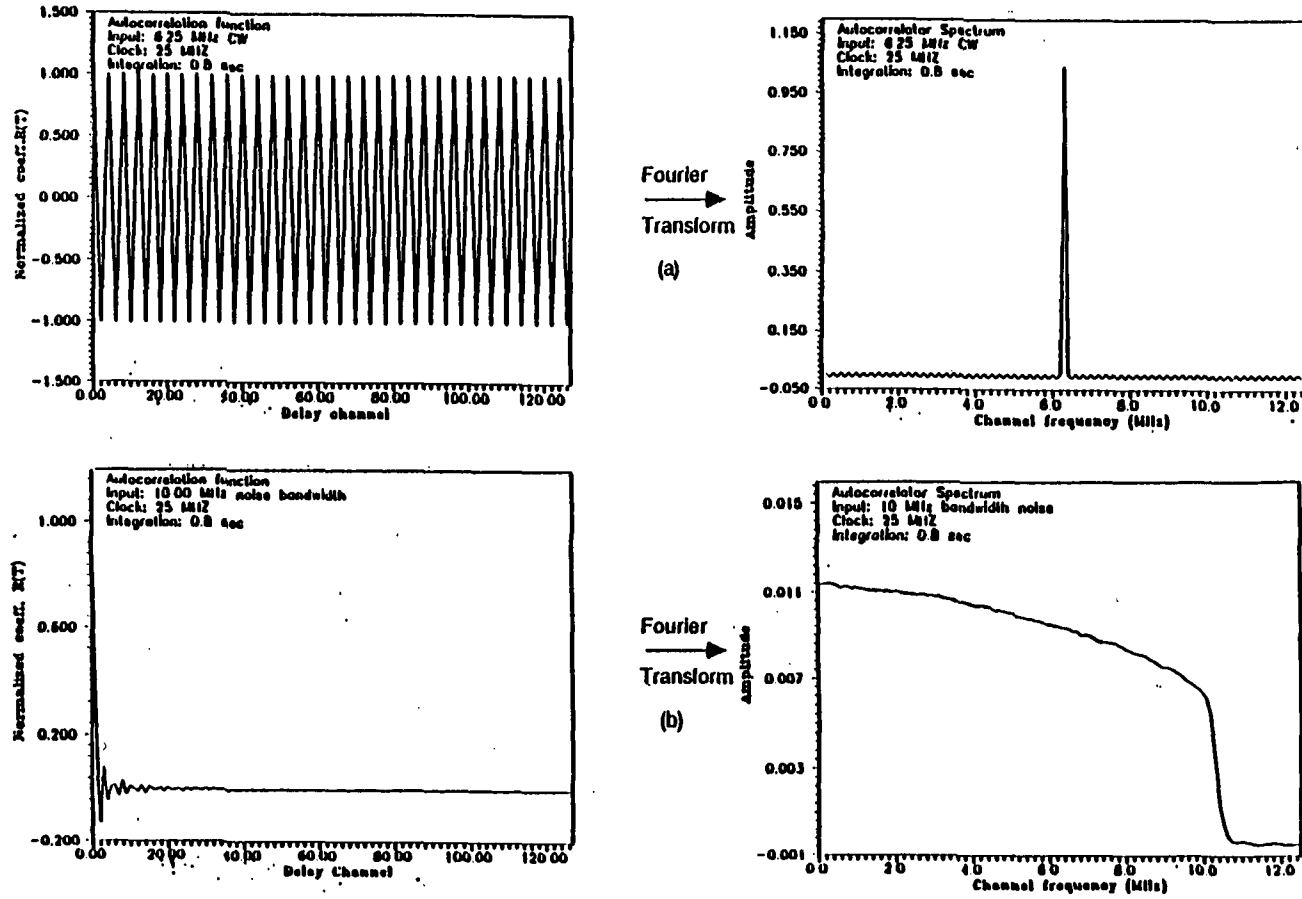 1.500
1.000
0.500
0.000
-0.500
-1.000
-1.500
Normalized coeff. R(T)
Autocorrelation function
Input: 6.25 MHz CW
Clock: 25 MHZ
Integration: 0.8 sec
0.00 20.00 40.00 60.00 80.00 100.00 120.00
Delay channel
Fourier
Transform
(a)
1.150
0.950
0.750
0.550
0.350
0.150
-0.050
Amplitude
Autocorrelator Spectrum
Input: 6.25 MHz CW
Clock: 25 MHZ
Integration: 0.8 sec
0.0 2.0 4.0 6.0 8.0 10.0 12.0
Channel frequency (MHz)
1.000
0.600
0.200
-0.200
Normalized coeff. R(T)
Autocorrelation function
Input: 10.00 MHz noise bandwidth
Clock: 25 MHZ
Integration: 0.8 sec
0.00 20.00 40.00 60.00 80.00 100.00 120.00
Delay Channel
Fourier
Transform
(b)
0.015
0.011
0.007
0.003
-0.001
Amplitude
Autocorrelator Spectrum
Input: 10 MHz bandwidth noise
Clock: 25 MHZ
Integration: 0.8 sec
0.0 2.0 4.0 6.0 8.0 10.0 12.0
Channel frequency (MHz)